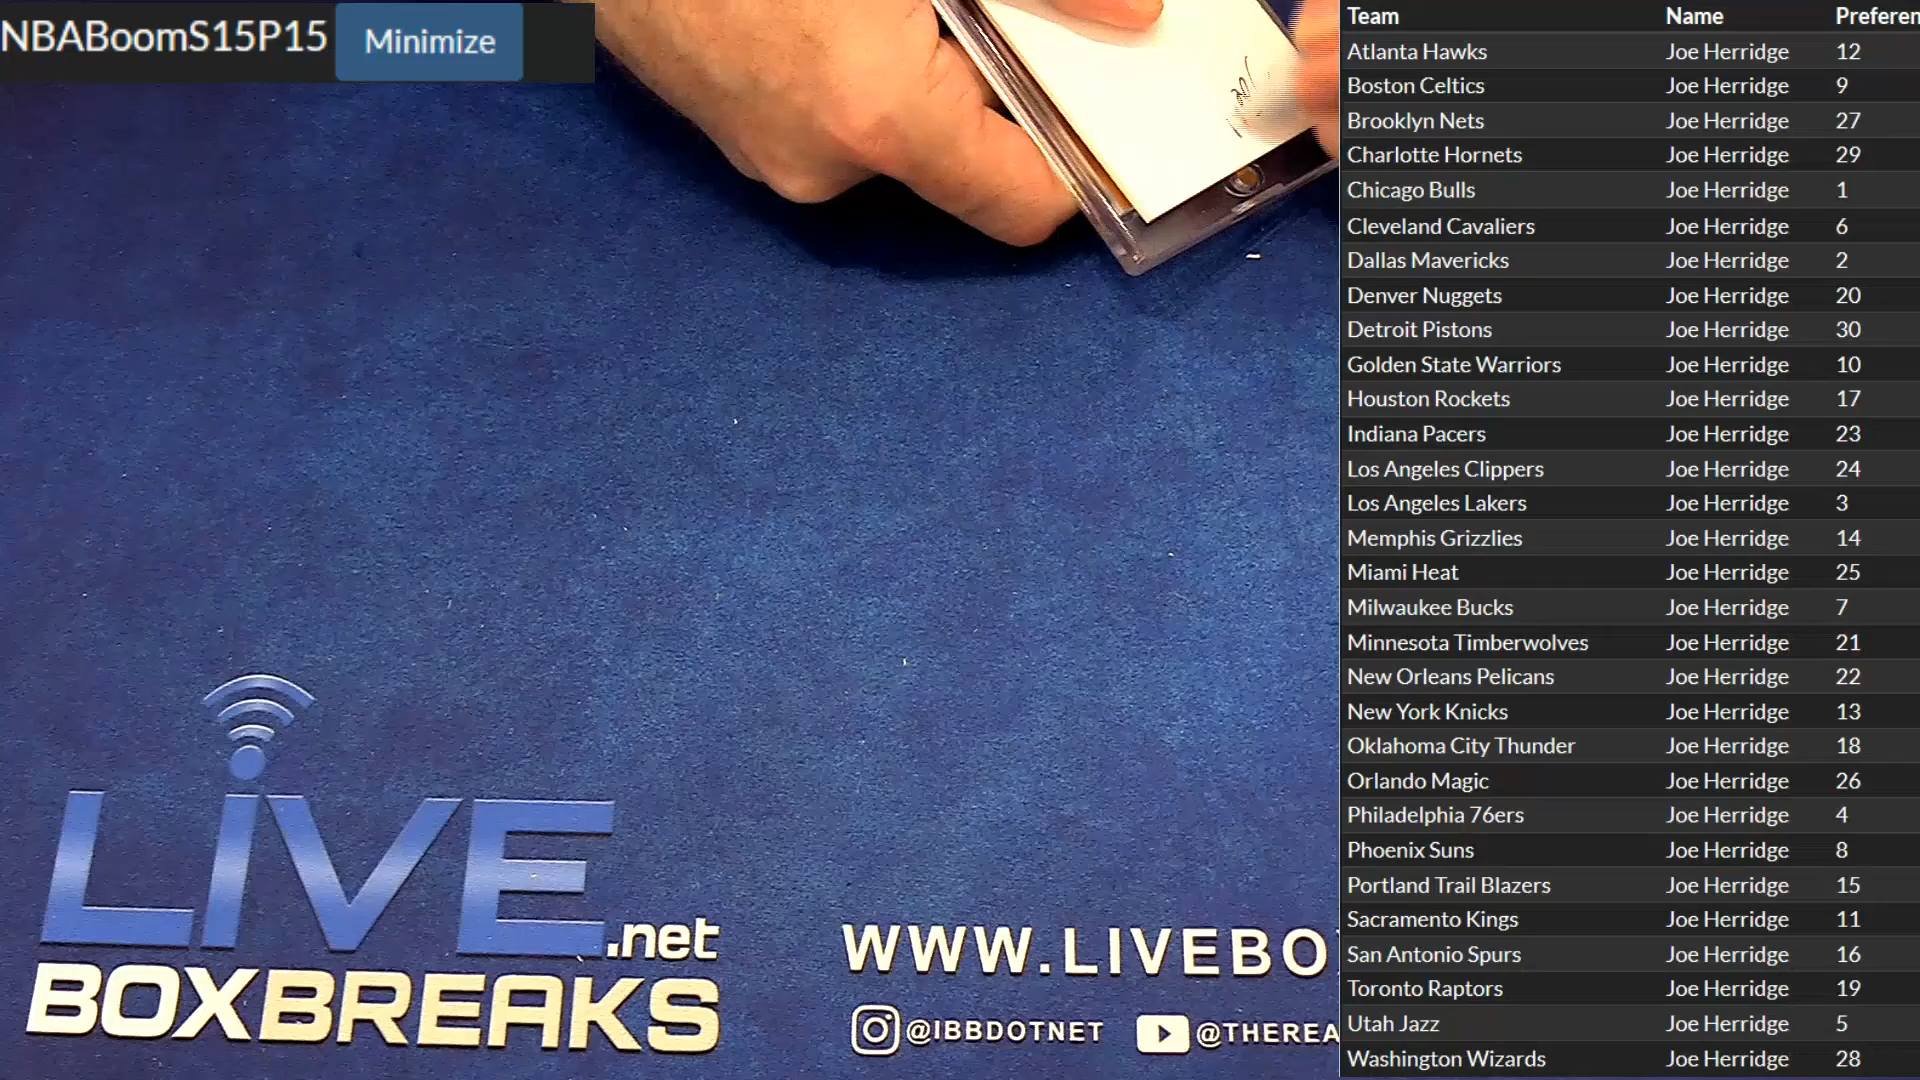 NBABoomS15P15 Minimize
Team Name Preferen
Atlanta Hawks Joe Herridge 12
Boston Celtics Joe Herridge 9
Brooklyn Nets Joe Herridge 27
Charlotte Hornets Joe Herridge 29
Chicago Bulls Joe Herridge 1
Cleveland Cavaliers Joe Herridge 6
Dallas Mavericks Joe Herridge 2
Denver Nuggets Joe Herridge 20
Detroit Pistons Joe Herridge 30
Golden State Warriors Joe Herridge 10
Houston Rockets Joe Herridge 17
Indiana Pacers Joe Herridge 23
Los Angeles Clippers Joe Herridge 24
Los Angeles Lakers Joe Herridge 3
Memphis Grizzlies Joe Herridge 14
Miami Heat Joe Herridge 25
Milwaukee Bucks Joe Herridge 7
Minnesota Timberwolves Joe Herridge 21
New Orleans Pelicans Joe Herridge 22
New York Knicks Joe Herridge 13
Oklahoma City Thunder Joe Herridge 18
Orlando Magic Joe Herridge 26
Philadelphia 76ers Joe Herridge 4
Phoenix Suns Joe Herridge 8
Portland Trail Blazers Joe Herridge 15
Sacramento Kings Joe Herridge 11
San Antonio Spurs Joe Herridge 16
Toronto Raptors Joe Herridge 19
Utah Jazz Joe Herridge 5
Washington Wizards Joe Herridge 28
LiVE.net
BOXBREAKS
WWW.LIVEBO
@IBBDOTNET @THEREA